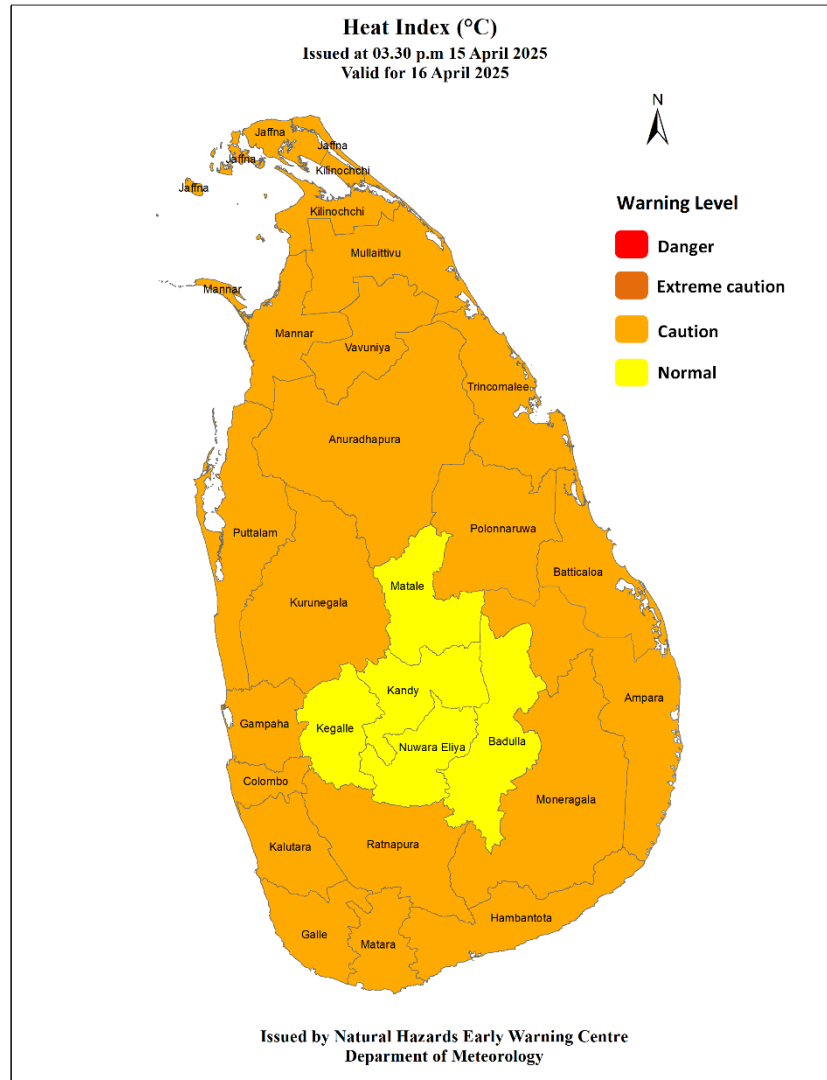 Heat Index (°C)
Issued at 03.30 p.m 15 April 2025
Valid for 16 April 2025
N
Jaffna
Jaffna
Jaffna
Kilinochchi
Jaffna
Kilinochchi
Mullaittivu
Mannar
Mannar
Vavuniya
Trincomalee
Anuradhapura
Polonnaruwa
Puttalam
Batticaloa
Matale
Kurunegala
Kandy
Ampara
Gampaha
Kegalle
Nuwara Eliya
Badulla
Colombo
Moneragala
Kalutara
Ratnapura
Hambantota
Galle
Matara
Warning Level
Danger
Extreme caution
Caution
Normal
Issued by Natural Hazards Early Warning Centre
Deparment of Meteorology